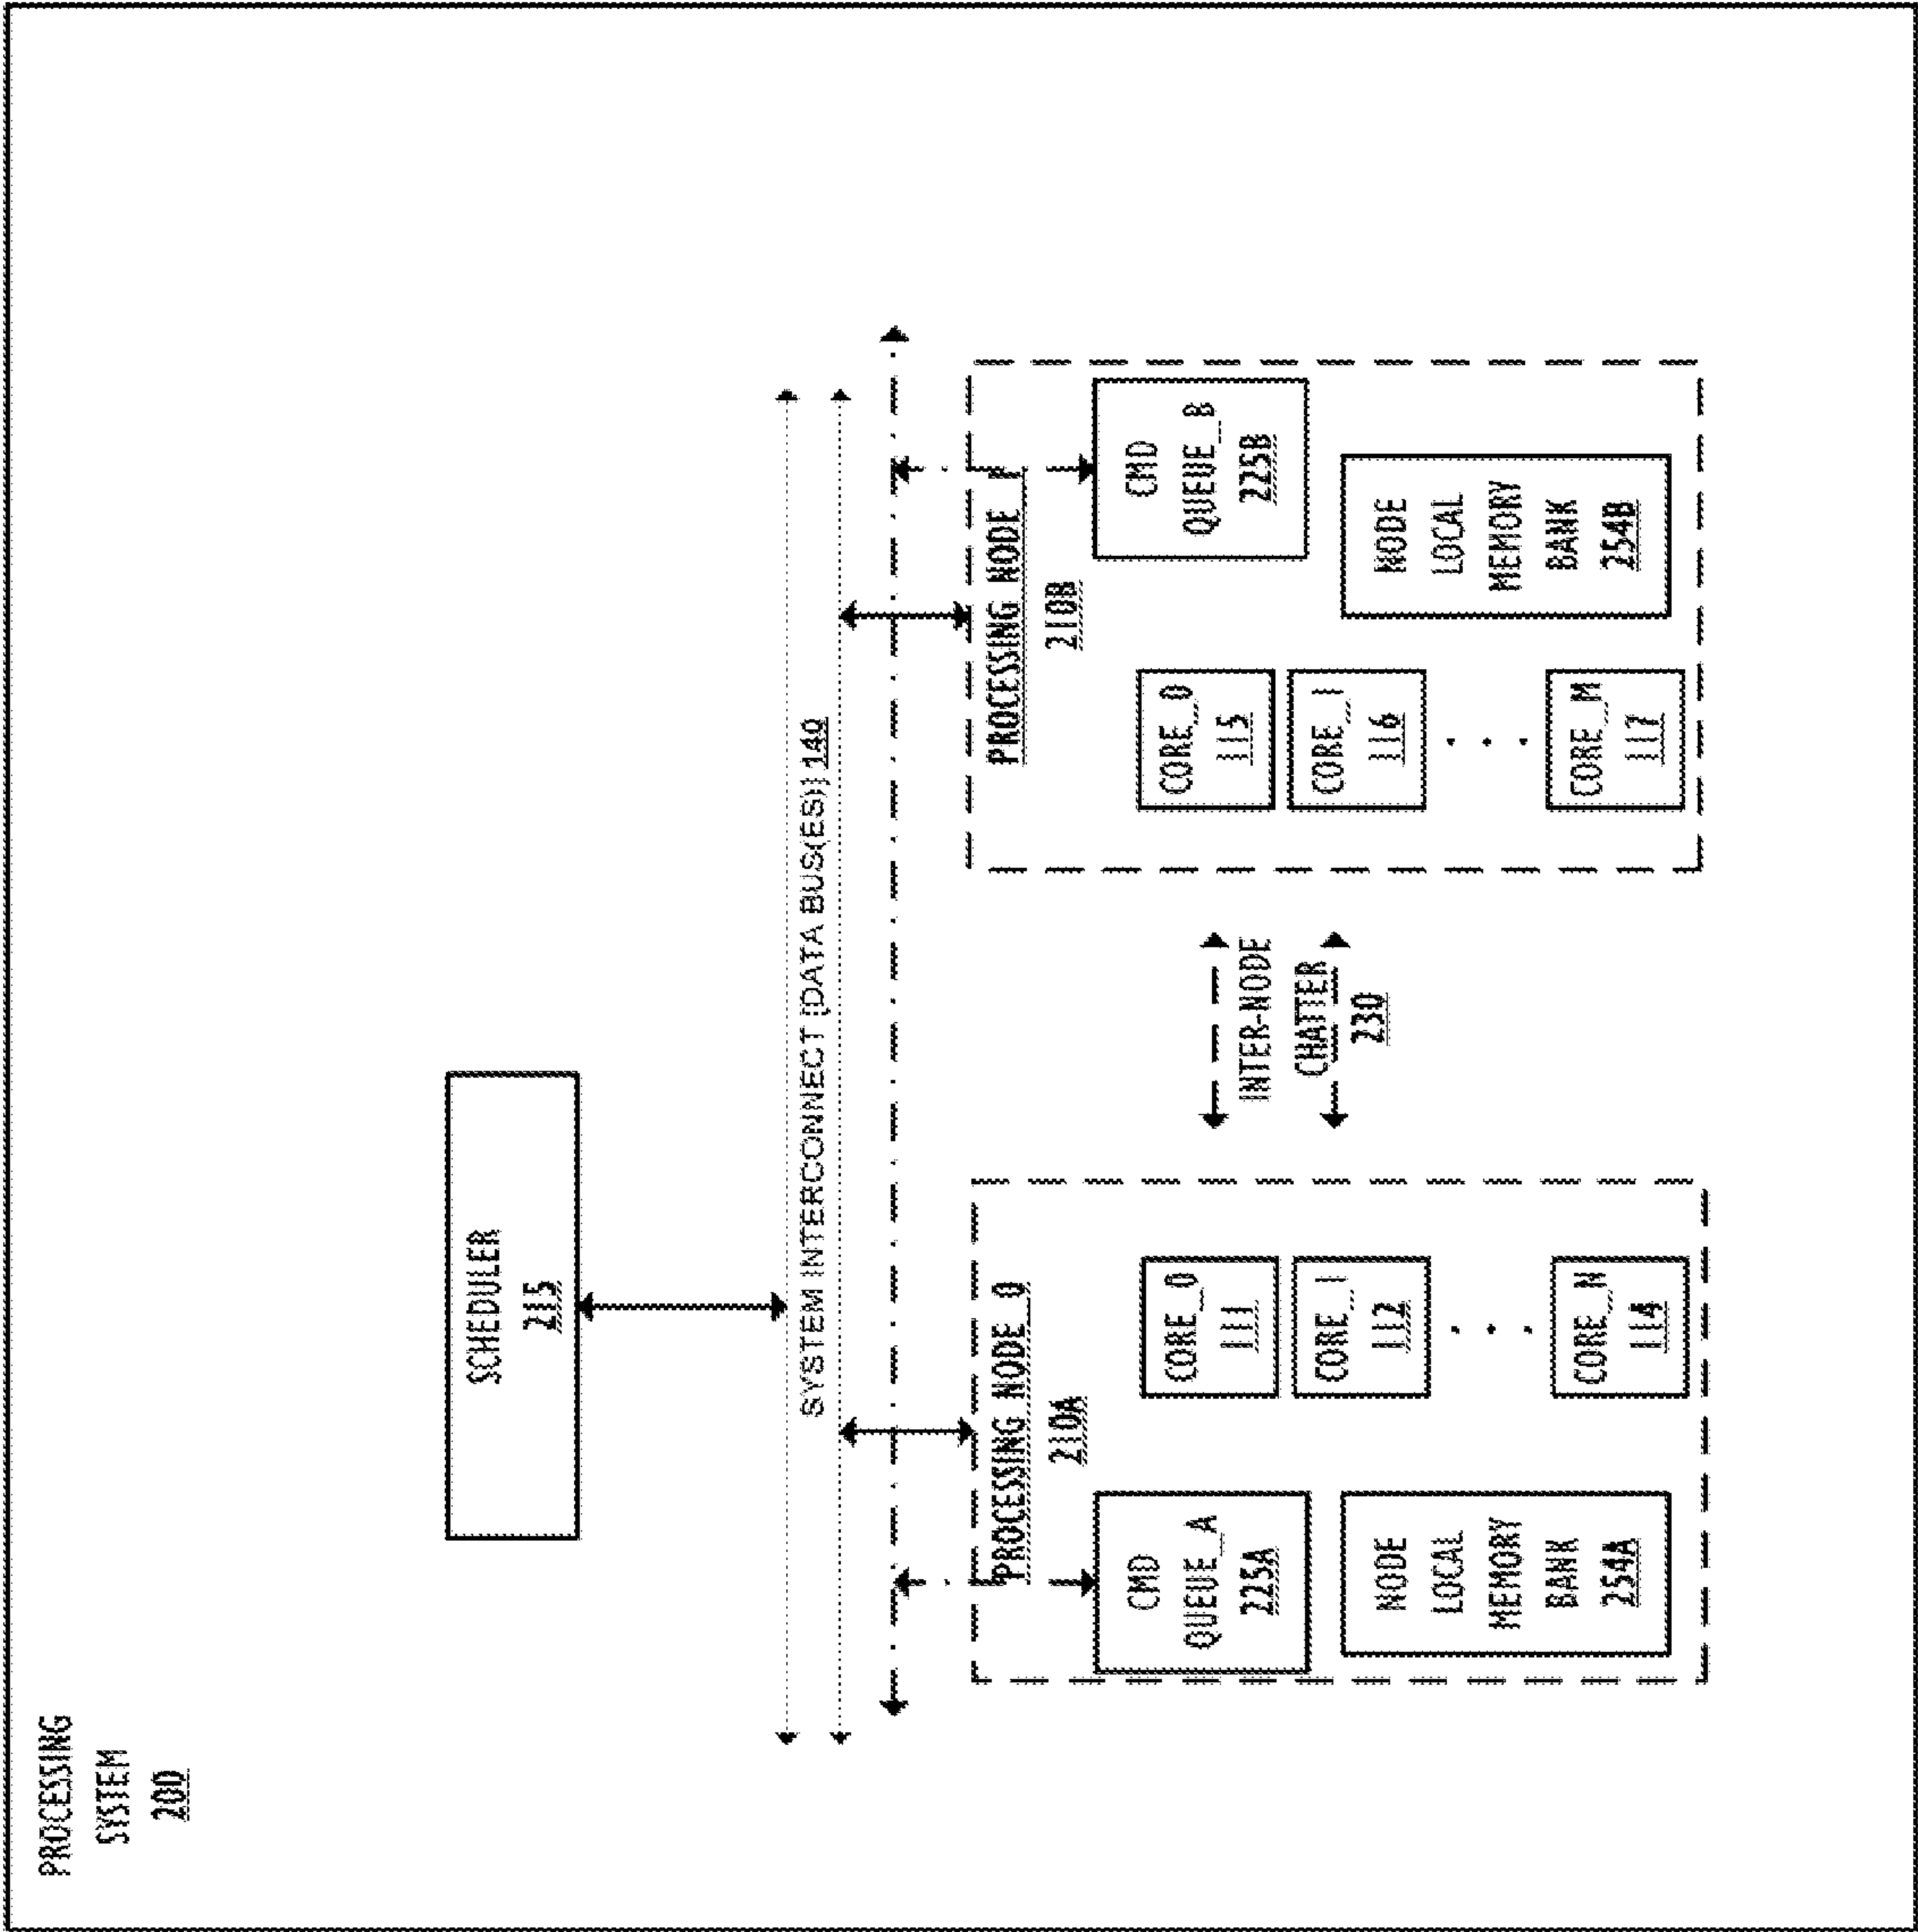 PROCESSING
SYSTEM
200
SCHEDULER
215
SYSTEM INTERCONNECT [DATA BUS(ES)] 140
PROCESSING NODE_0
210A
CMD
QUEUE_A
225A
NODE
LOCAL
MEMORY
BANK
254A
CORE_0
111
CORE_1
112
. . .
CORE_N
114
INTER-NODE
CHATTER
230
PROCESSING NODE_1
210B
CORE_0
115
CORE_1
116
. . .
CORE_M
117
CMD
QUEUE_B
225B
NODE
LOCAL
MEMORY
BANK
254B